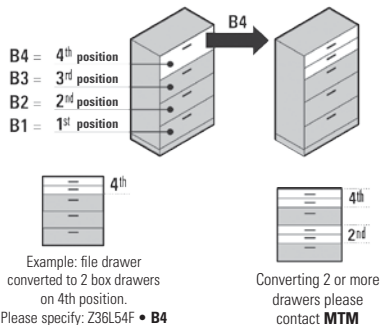 B4
B4 = 4th position
B3 = 3rd position
B2 = 2nd position
B1 = 1st position
4th
Example: file drawer
converted to 2 box drawers
on 4th position.
Please specify: Z36L54F • B4
4th
2nd
Converting 2 or more
drawers please
contact MTM